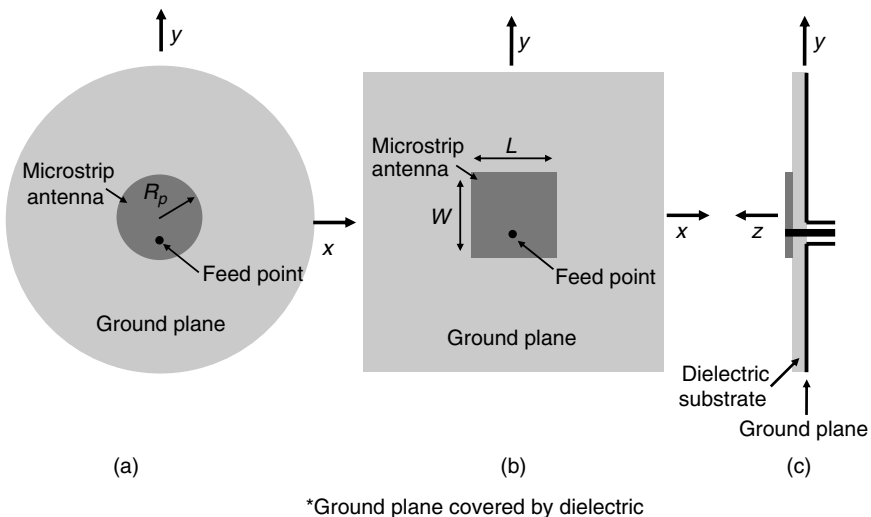 y
Microstrip
antenna
R_p
x
Feed point
Ground plane
(a)
y
Microstrip
antenna
L
W
x
Feed point
Ground plane
(b)
y
z
Dielectric
substrate
Ground plane
(c)
*Ground plane covered by dielectric